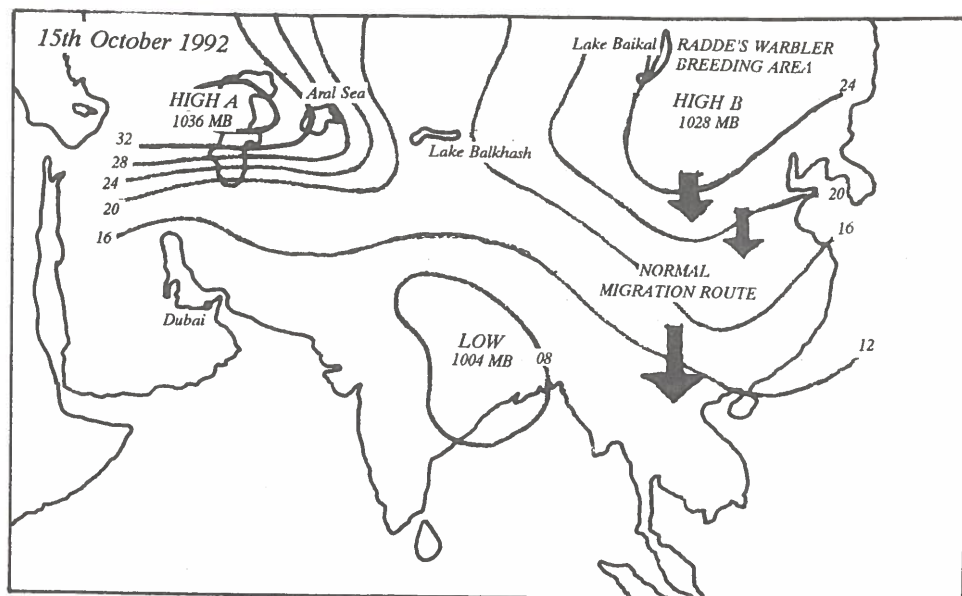 15th October 1992
Lake Baikal
RADDE'S WARBLER
BREEDING AREA
HIGH A
1036 MB
Aral Sea
HIGH B
1028 MB
24
Lake Balkhash
32
28
24
20
16
20
16
NORMAL
MIGRATION ROUTE
Dubai
LOW
1004 MB
08
12